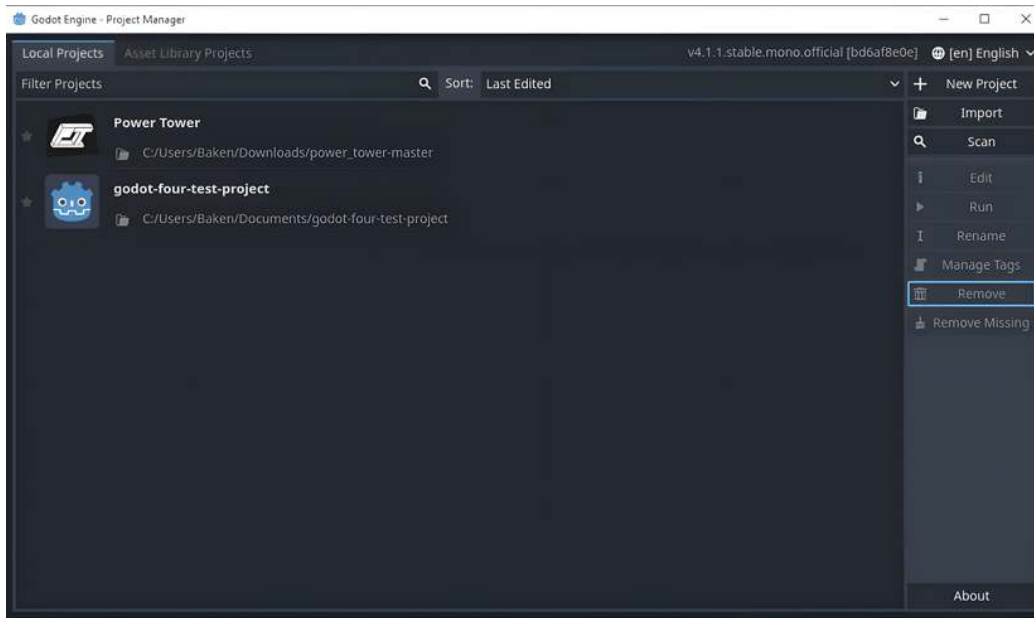 Godot Engine - Project Manager
Local Projects Asset Library Projects v4.1.1.stable.mono.official [bd6af8e0e] [en] English
Filter Projects Sort: Last Edited New Project
Import
Scan
Power Tower
C:/Users/Baken/Downloads/power_tower-master
godot-four-test-project
C:/Users/Baken/Documents/godot-four-test-project
Edit
Run
Rename
Manage Tags
Remove
Remove Missing
About